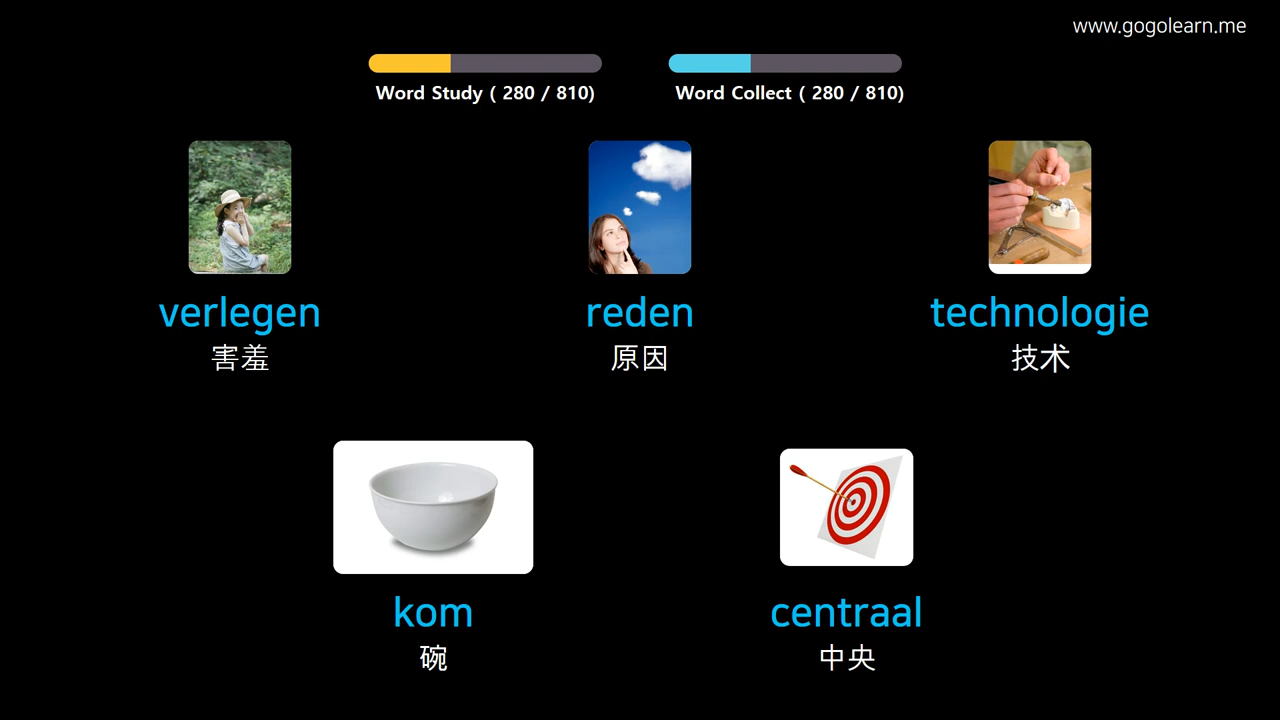 www.gogolearn.me
Word Study ( 280 / 810)
Word Collect ( 280 / 810)
verlegen
害羞
reden
原因
technologie
技术
kom
碗
centraal
中央